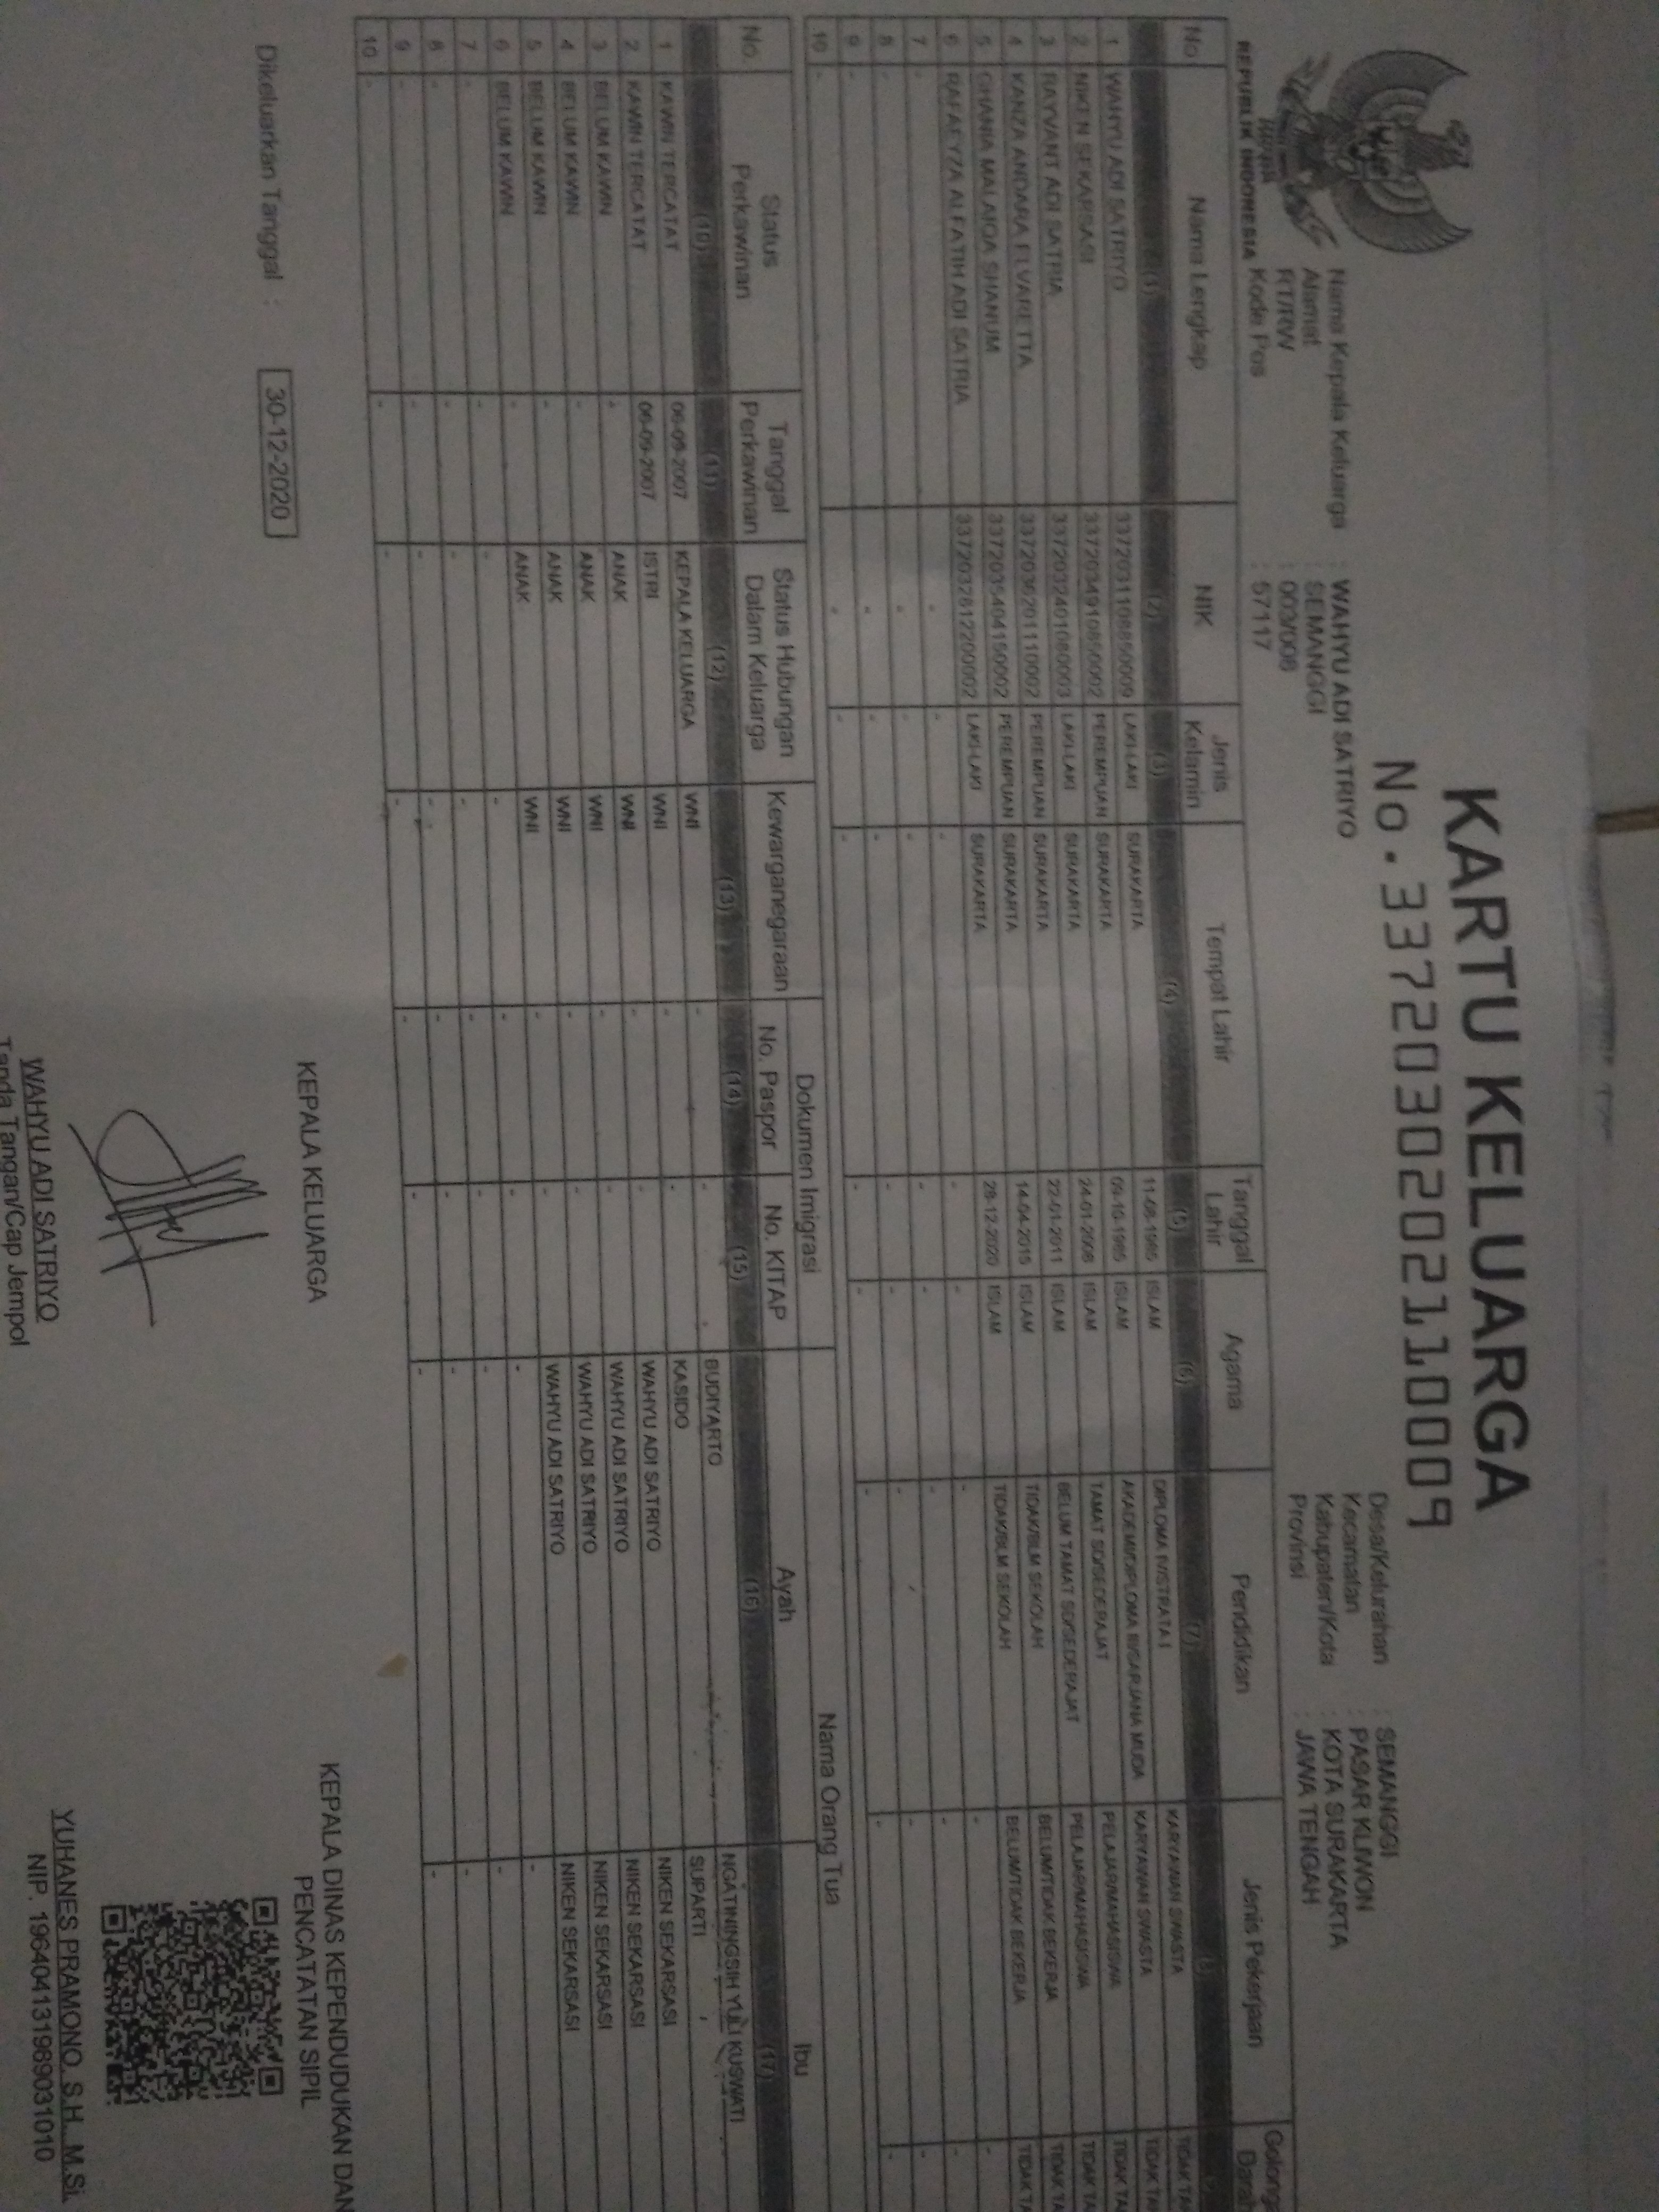 KARTU KELUARGA
No. 3372030202110009
REPUBLIK INDONESIA
Nama Kepala Keluarga : WAHYU ADI SATRIYO
Alamat : SEMANGGI
RT/RW : 003/008
Kode Pos : 57117
Desa/Kelurahan : SEMANGGI
Kecamatan : PASAR KLIWON
Kabupaten/Kota : KOTA SURAKARTA
Provinsi : JAWA TENGAH
No Nama Lengkap NIK Jenis Kelamin Tempat Lahir Tanggal Lahir Agama Pendidikan Jenis Pekerjaan
(1) (2) (3) (4) (5) (6) (7) (8)
1 WAHYU ADI SATRIYO 3372031108850009 LAKI-LAKI SURAKARTA 11-08-1985 ISLAM DIPLOMA IV/STRATA I KARYAWAN SWASTA TIDAK TA
2 NIKEN SEKARSASI 3372034910850002 PEREMPUAN SURAKARTA 09-10-1985 ISLAM AKADEMI/DIPLOMA III/SARJANA MUDA KARYAWAN SWASTA TIDAK TA
3 RAYVANT ADI SATRIA 3372032401080003 LAKI-LAKI SURAKARTA 24-01-2008 ISLAM TAMAT SD/SEDERAJAT PELAJAR/MAHASISWA TIDAK TA
4 ANDARA ELVARETTA 3372036201110002 PEREMPUAN SURAKARTA 22-01-2011 ISLAM BELUM TAMAT SD/SEDERAJAT PELAJAR/MAHASISWA TIDAK TA
5 MALAIQA SHANUM 3372035404150002 PEREMPUAN SURAKARTA 14-04-2015 ISLAM TIDAK/BLM SEKOLAH BELUM/TIDAK BEKERJA TIDAK TA
6 ALFATIH ADI SATRIA 3372032812200002 LAKI-LAKI SURAKARTA 28-12-2020 ISLAM TIDAK/BLM SEKOLAH BELUM/TIDAK BEKERJA TIDAK TA
7 - - - - - - - - -
8 - - - - - - - - -
9 - - - - - - - - -
10 - - - - - - - - -
No. Status Perkawinan Tanggal Perkawinan Status Hubungan Dalam Keluarga Kewarganegaraan Dokumen Imigrasi Nama Orang Tua
No. Paspor No. KITAP Ayah Ibu
(10) (11) (12) (13) (14) (15) (16) (17)
1 KAWIN TERCATAT 06-09-2007 KEPALA KELUARGA WNI - - BUDIYARTO NGATININGSIH YULI KUSWATI
2 KAWIN TERCATAT 06-09-2007 ISTRI WNI - - KASIDO SUPARTI
3 BELUM KAWIN - ANAK WNI - - WAHYU ADI SATRIYO NIKEN SEKARSASI
4 BELUM KAWIN - ANAK WNI - - WAHYU ADI SATRIYO NIKEN SEKARSASI
5 BELUM KAWIN - ANAK WNI - - WAHYU ADI SATRIYO NIKEN SEKARSASI
6 BELUM KAWIN - ANAK WNI - - WAHYU ADI SATRIYO NIKEN SEKARSASI
7 - - - - - - - -
8 - - - - - - - -
9 - - - - - - - -
10 - - - - - - - -
Dikeluarkan Tanggal : 30-12-2020
KEPALA KELUARGA
WAHYU ADI SATRIYO
Tanda Tangan/Cap Jempol
KEPALA DINAS KEPENDUDUKAN DAN
PENCATATAN SIPIL
YUHANES PRAMONO, S.H., M.Si.
NIP. 196404131989031010